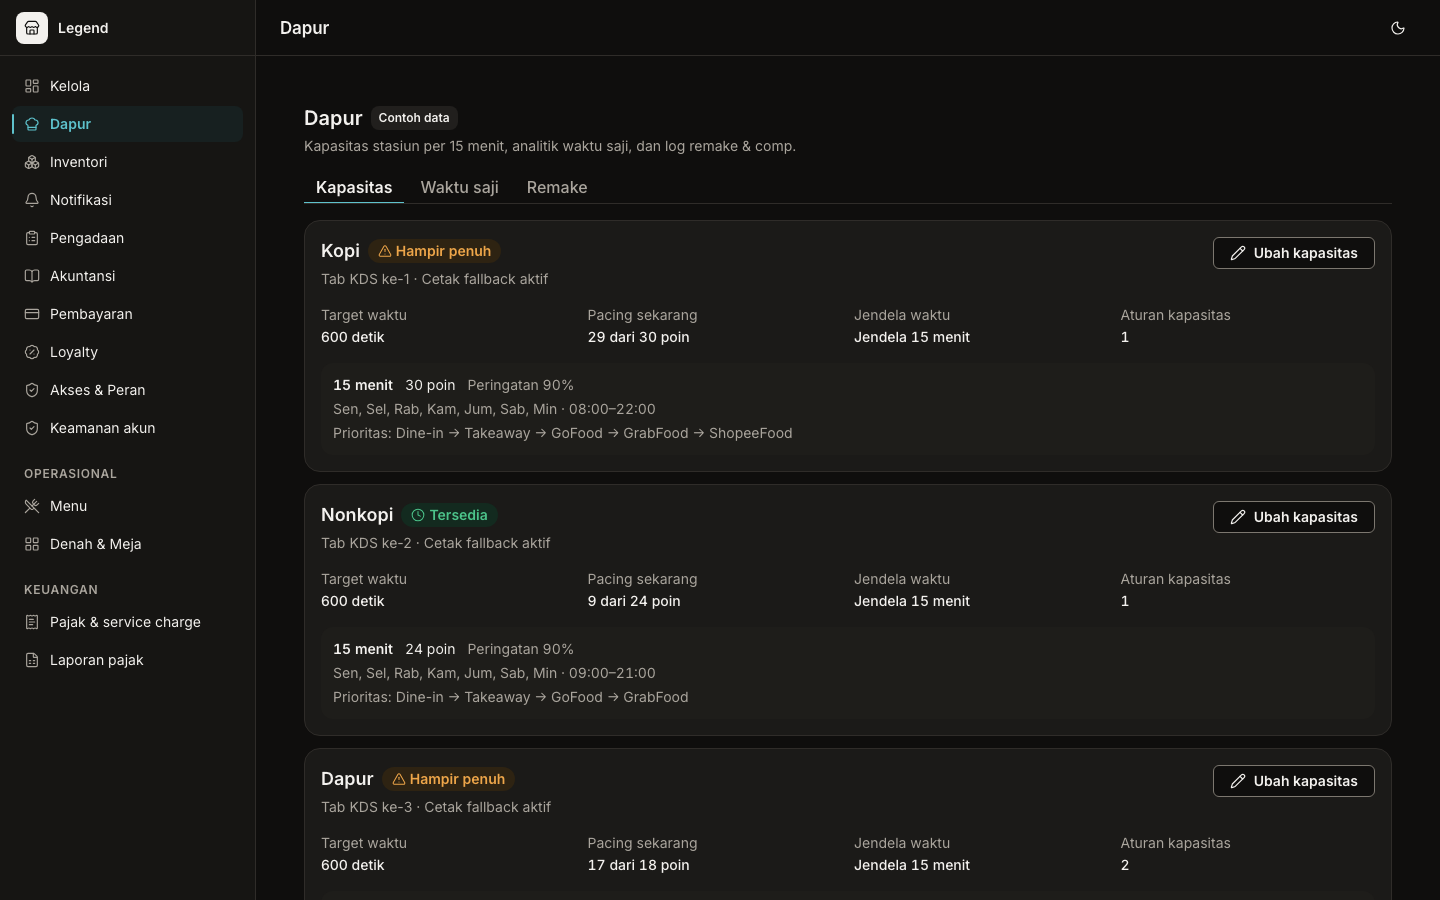 Legend
Dapur
Kelola
Dapur
Inventori
Notifikasi
Pengadaan
Akuntansi
Pembayaran
Loyalty
Akses & Peran
Keamanan akun
OPERASIONAL
Menu
Denah & Meja
KEUANGAN
Pajak & service charge
Laporan pajak
Dapur Contoh data
Kapasitas stasiun per 15 menit, analitik waktu saji, dan log remake & comp.
Kapasitas Waktu saji Remake
Kopi Hampir penuh Ubah kapasitas
Tab KDS ke-1 · Cetak fallback aktif
Target waktu Pacing sekarang Jendela waktu Aturan kapasitas
600 detik 29 dari 30 poin Jendela 15 menit 1
15 menit 30 poin Peringatan 90%
Sen, Sel, Rab, Kam, Jum, Sab, Min · 08:00–22:00
Prioritas: Dine-in → Takeaway → GoFood → GrabFood → ShopeeFood
Nonkopi Tersedia Ubah kapasitas
Tab KDS ke-2 · Cetak fallback aktif
Target waktu Pacing sekarang Jendela waktu Aturan kapasitas
600 detik 9 dari 24 poin Jendela 15 menit 1
15 menit 24 poin Peringatan 90%
Sen, Sel, Rab, Kam, Jum, Sab, Min · 09:00–21:00
Prioritas: Dine-in → Takeaway → GoFood → GrabFood
Dapur Hampir penuh Ubah kapasitas
Tab KDS ke-3 · Cetak fallback aktif
Target waktu Pacing sekarang Jendela waktu Aturan kapasitas
600 detik 17 dari 18 poin Jendela 15 menit 2